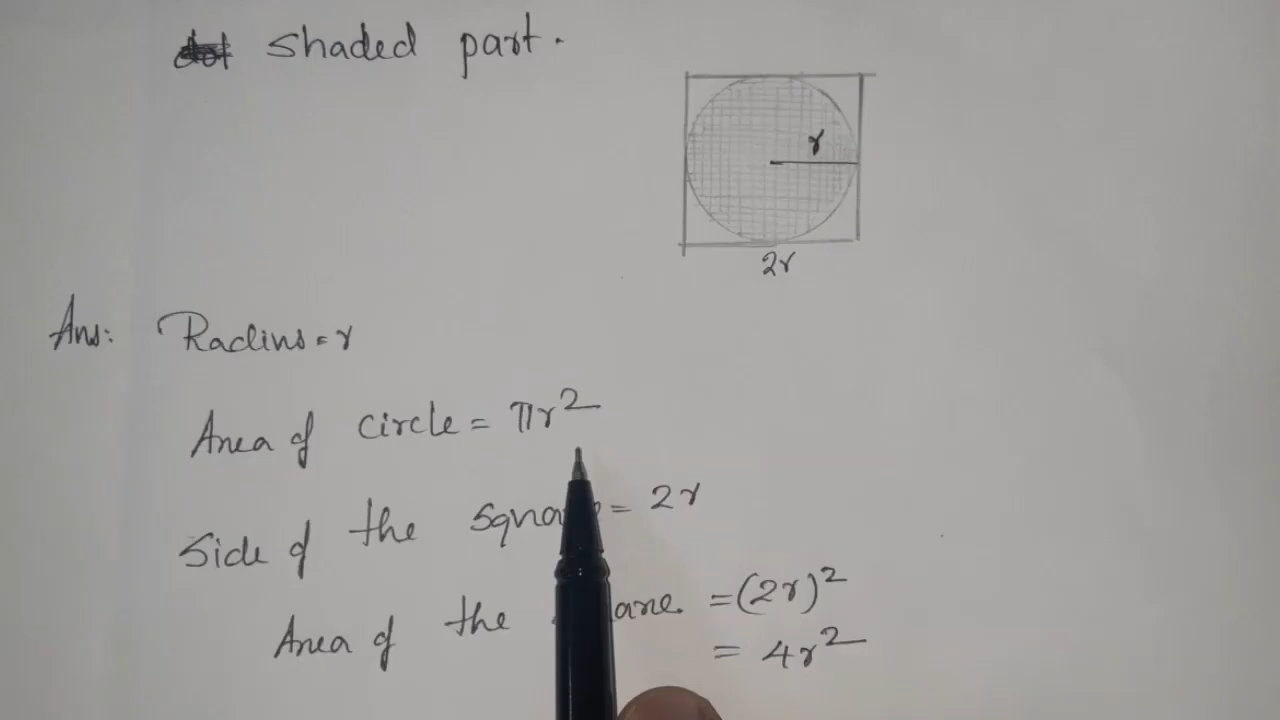 shaded part.
r
2r
Ans: Radius = r
Area of circle = πr²
Side of the = 2r
Area of the = (2r)²
= 4r²